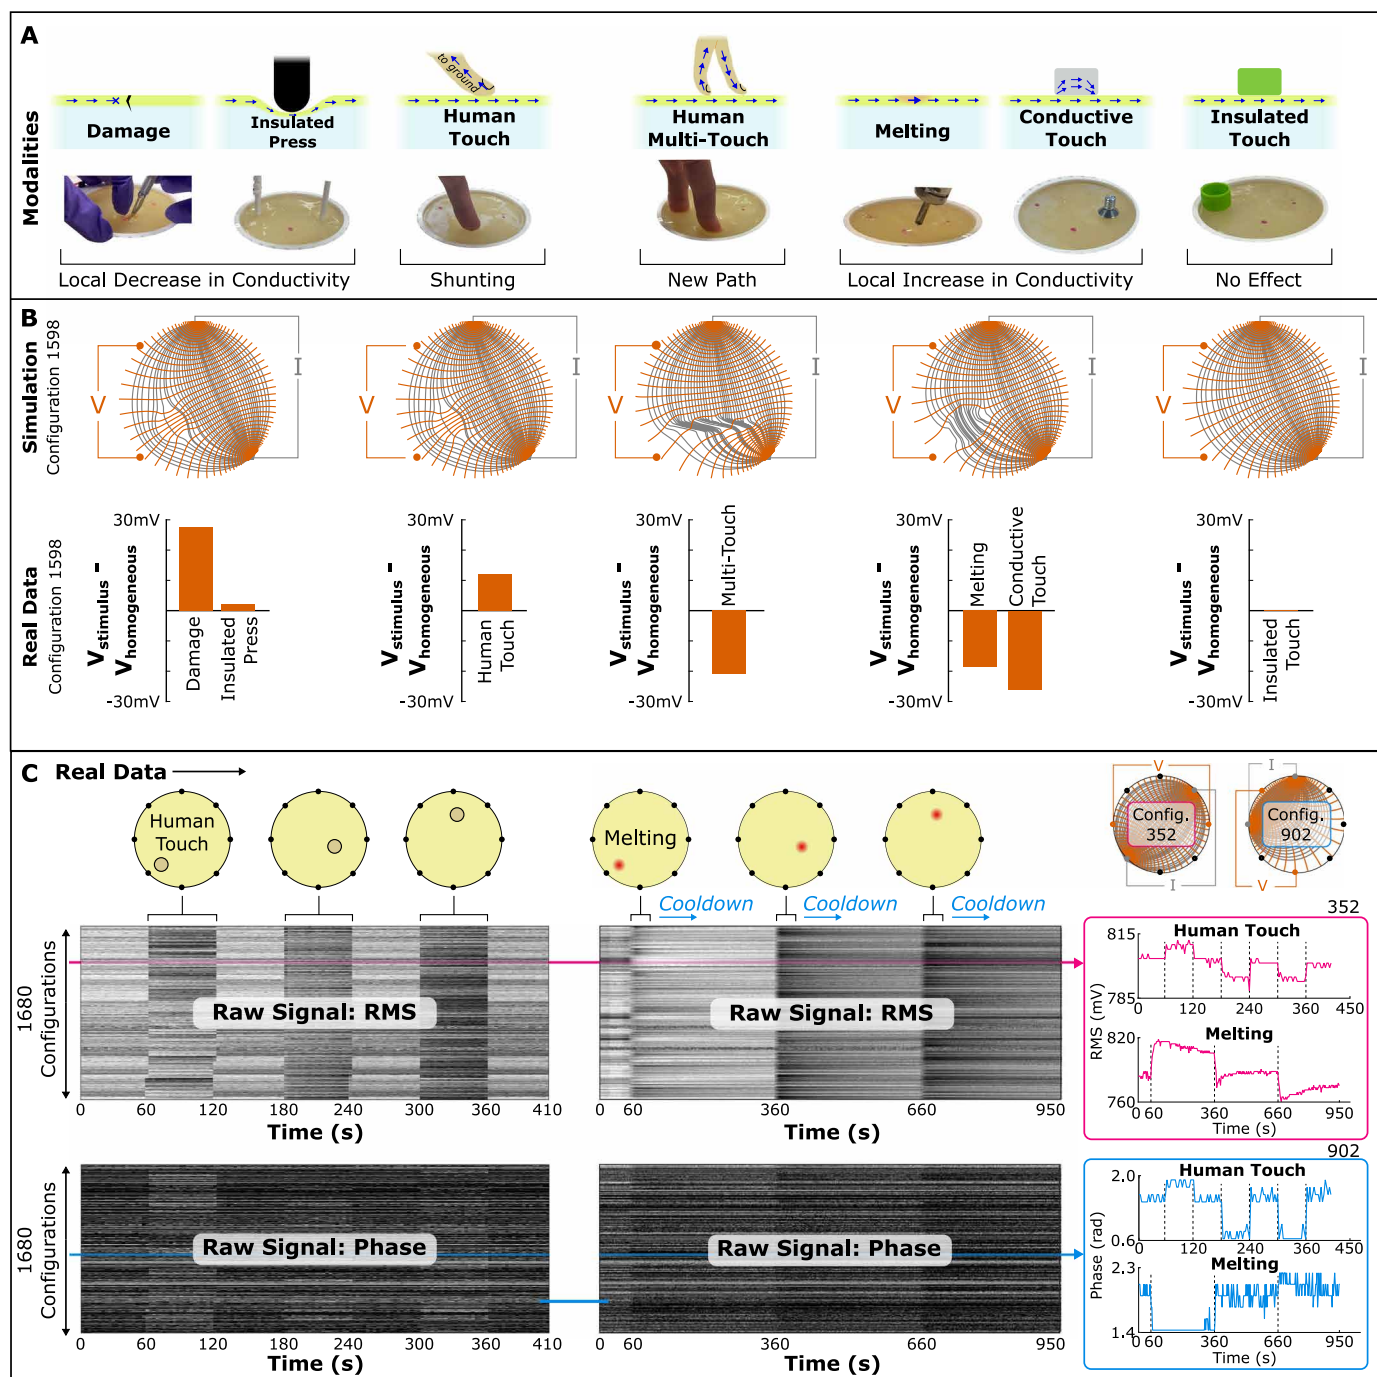 A
Modalities
to ground
Damage
Insulated
Press
Human
Touch
Human
Multi-Touch
Melting
Conductive
Touch
Insulated
Touch
Local Decrease in Conductivity
Shunting
New Path
Local Increase in Conductivity
No Effect
B
Simulation
Configuration 1598
V
I
V
I
V
I
V
I
V
I
Real Data
Configuration 1598
Vstimulus -
Vhomogeneous
30mV
-30mV
Damage
Insulated
Press
Vstimulus -
Vhomogeneous
30mV
-30mV
Human
Touch
Vstimulus -
Vhomogeneous
30mV
-30mV
Multi-Touch
Vstimulus -
Vhomogeneous
30mV
-30mV
Melting
Conductive
Touch
Vstimulus -
Vhomogeneous
30mV
-30mV
Insulated
Touch
C
Real Data
Human
Touch
Melting
Cooldown
Cooldown
Cooldown
V
Config.
352
I
I
Config.
902
V
1680
Configurations
Raw Signal: RMS
0 60 120 180 240 300 360 410
Time (s)
Raw Signal: RMS
0 60 360 660 950
Time (s)
352
RMS (mV)
Human Touch
815
785
0 120 240 360 450
Melting
820
760
0 60 360 660 950
Time (s)
1680
Configurations
Raw Signal: Phase
0 60 120 180 240 300 360 410
Time (s)
Raw Signal: Phase
0 60 360 660 950
Time (s)
902
Phase (rad)
Human Touch
2.0
0.6
0 120 240 360 450
Melting
2.3
1.4
0 60 360 660 950
Time (s)